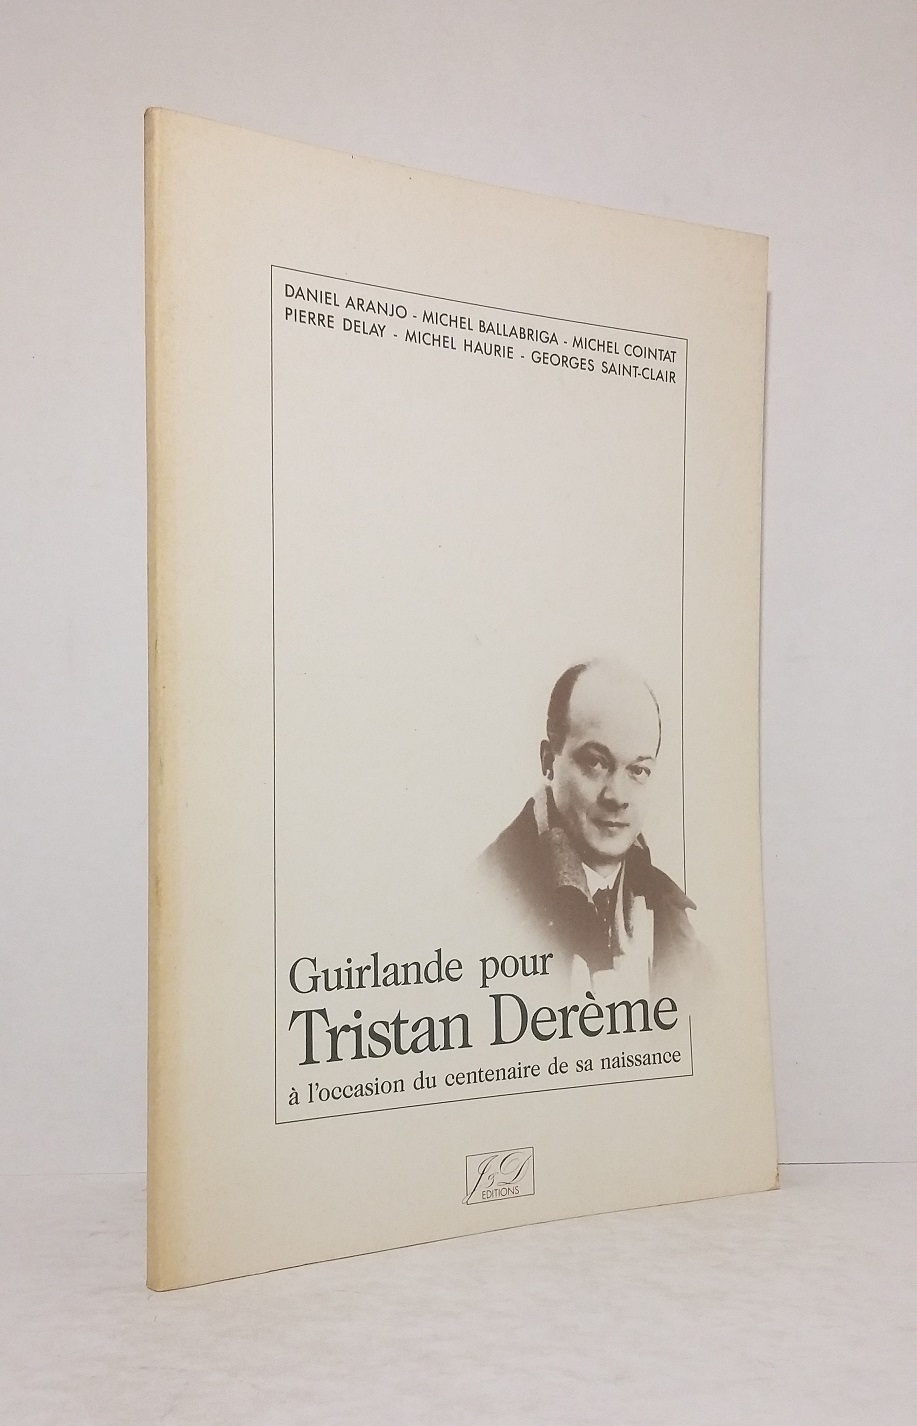 DANIEL ARANJO - MICHEL BALLABRIGA - MICHEL COINTAT
PIERRE DELAY - MICHEL HAURIE - GEORGES SAINT-CLAIR
Guirlande pour
Tristan Derème
à l'occasion du centenaire de sa naissance
J & D
EDITIONS